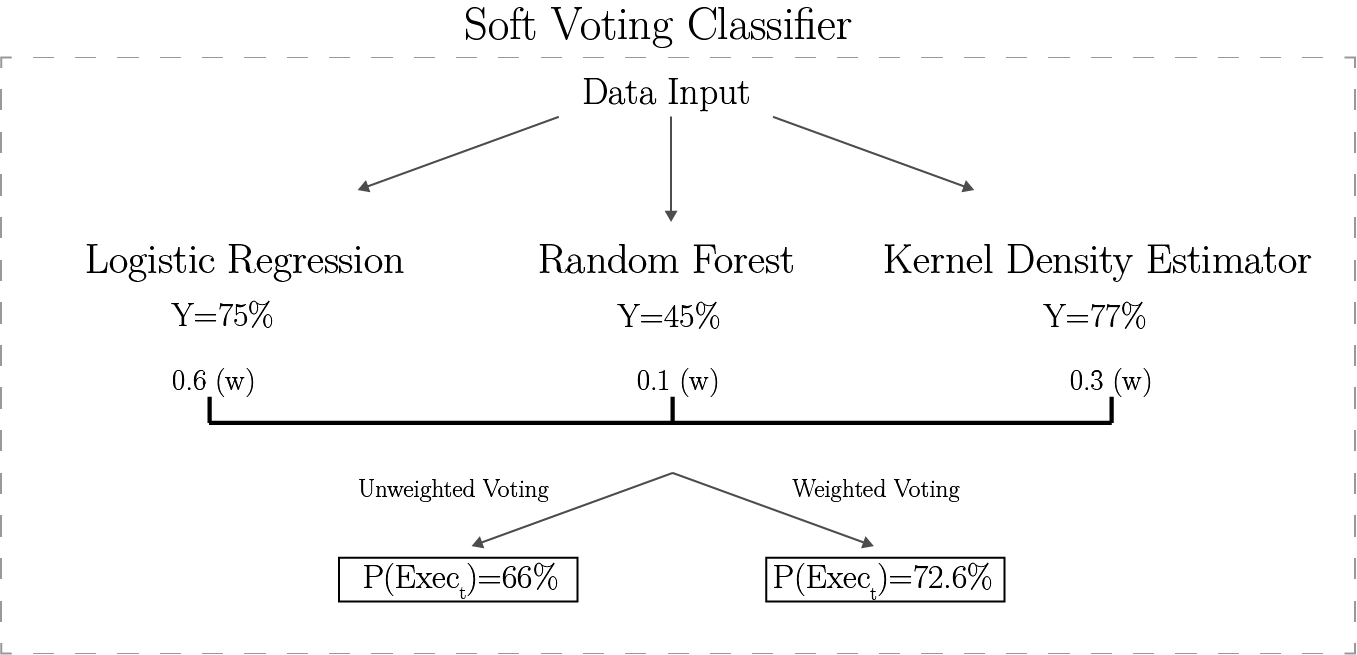 Soft Voting Classifier
Data Input
Logistic Regression Random Forest Kernel Density Estimator
Y=75% Y=45% Y=77%
0.6 (w) 0.1 (w) 0.3 (w)
Unweighted Voting Weighted Voting
P(Exec_t)=66% P(Exec_t)=72.6%